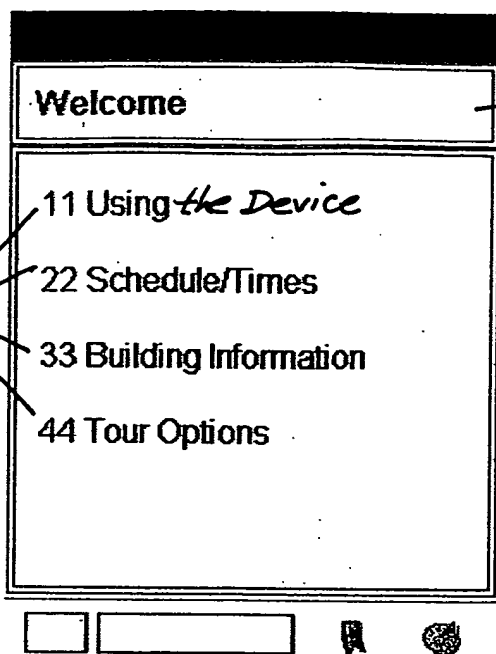 Welcome
11 Using the Device
22 Schedule/Times
33 Building Information
44 Tour Options